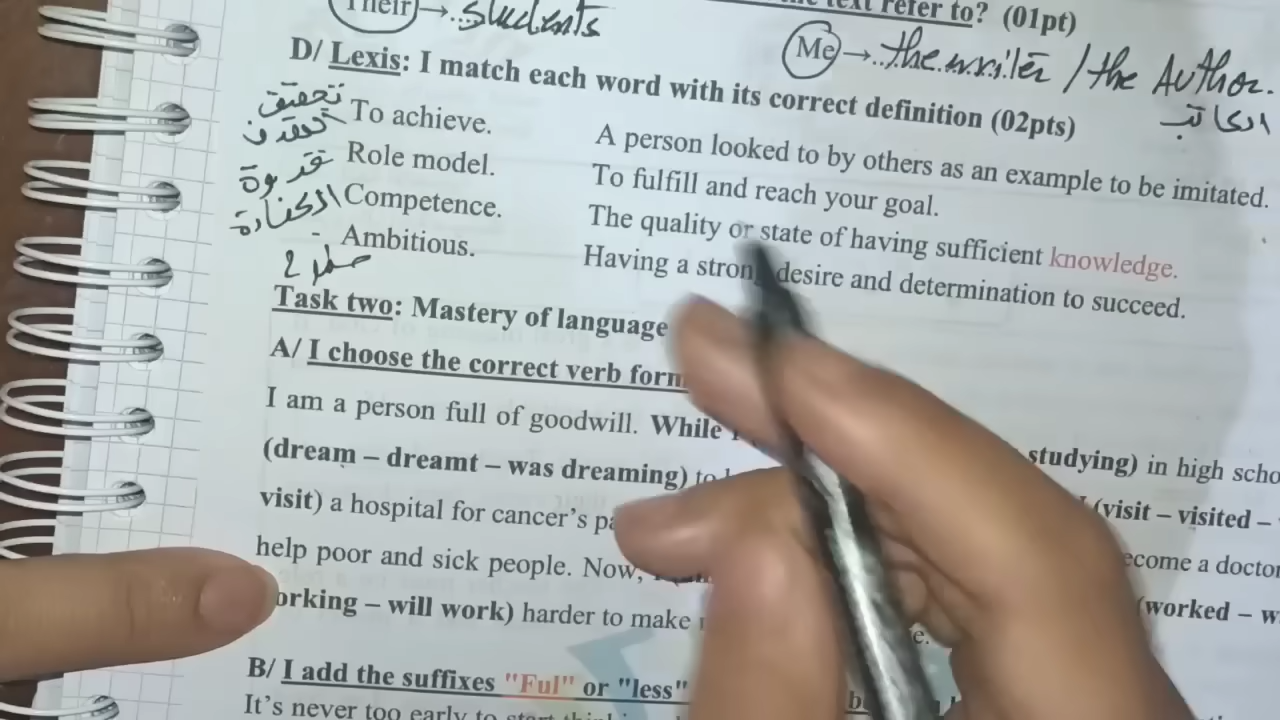 Their → students
text refer to? (01pt)
Me → the writer / the Author.
الكاتب
D/ Lexis: I match each word with its correct definition (02pts)
تحقيق To achieve. A person looked to by others as an example to be imitated.
قدوة Role model. To fulfill and reach your goal.
الكفاءة Competence. The quality or state of having sufficient knowledge.
Ambitious. Having a strong desire and determination to succeed.
Task two: Mastery of language
A/ I choose the correct verb form
I am a person full of goodwill. While studying) in high
(dream – dreamt – was dreaming) to (visit – visited –
visit) a hospital for cancer's become a doctor
help poor and sick people. Now, (worked –
orking – will work) harder to make
B/ I add the suffixes "Ful" or "less"
It's never too early to start